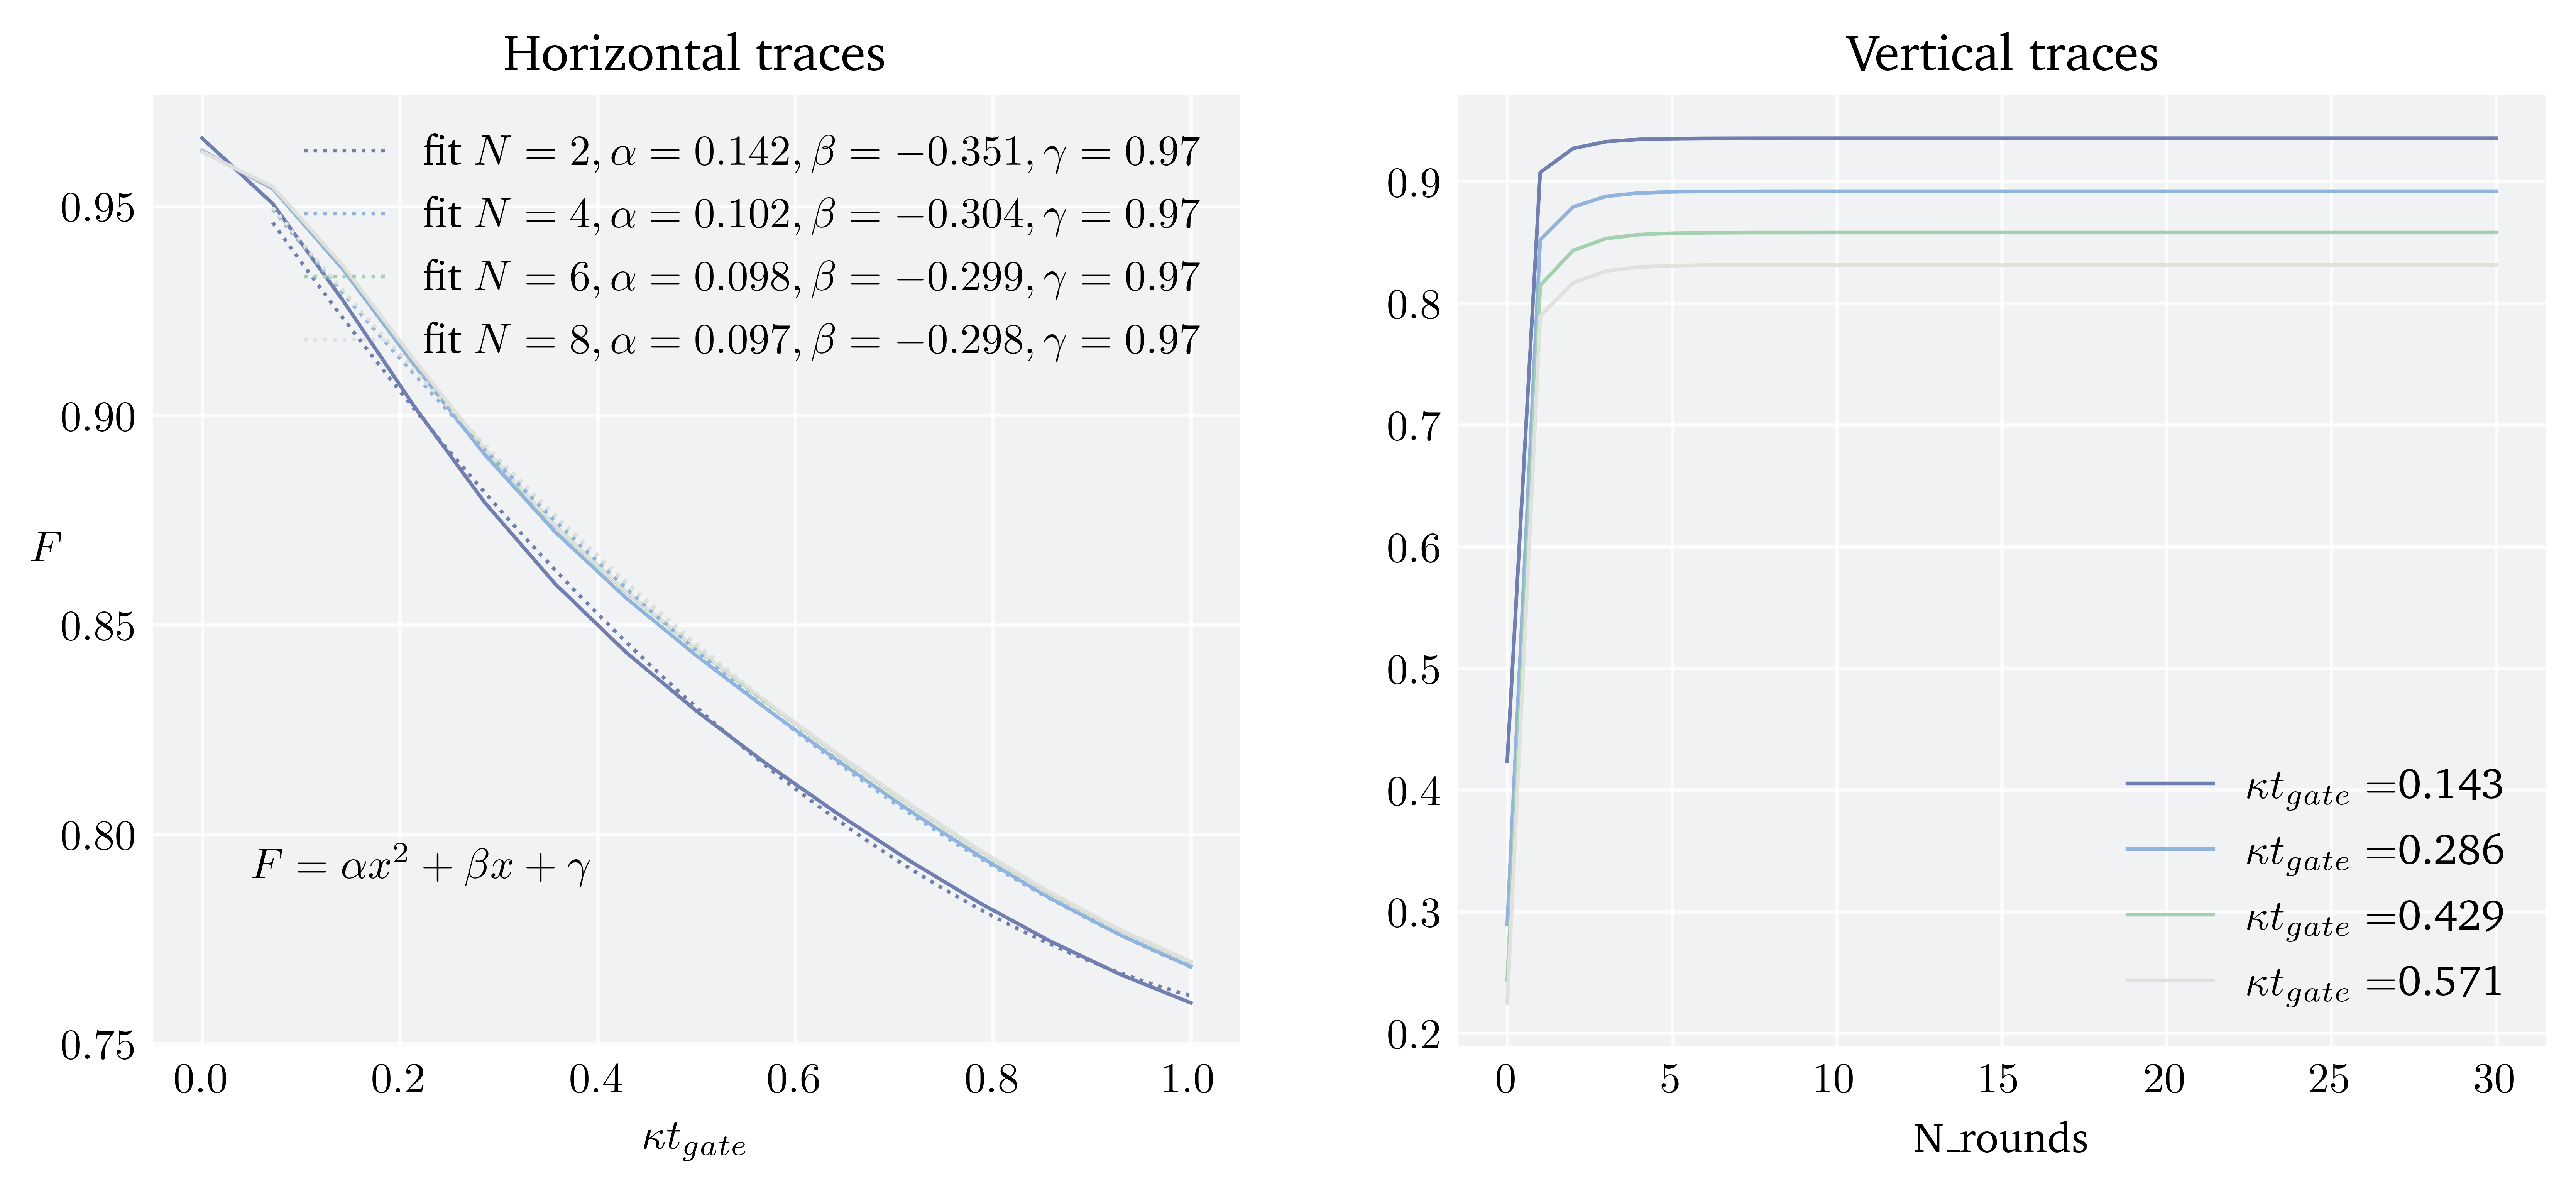 Horizontal traces
fit N = 2, α = 0.142, β = −0.351, γ = 0.97
fit N = 4, α = 0.102, β = −0.304, γ = 0.97
fit N = 6, α = 0.098, β = −0.299, γ = 0.97
fit N = 8, α = 0.097, β = −0.298, γ = 0.97
0.95
0.90
F
0.85
0.80
F = αx² + βx + γ
0.75
0.0 0.2 0.4 0.6 0.8 1.0
κt_gate
Vertical traces
0.9
0.8
0.7
0.6
0.5
0.4
0.3
0.2
κt_gate =0.143
κt_gate =0.286
κt_gate =0.429
κt_gate =0.571
0 5 10 15 20 25 30
N_rounds